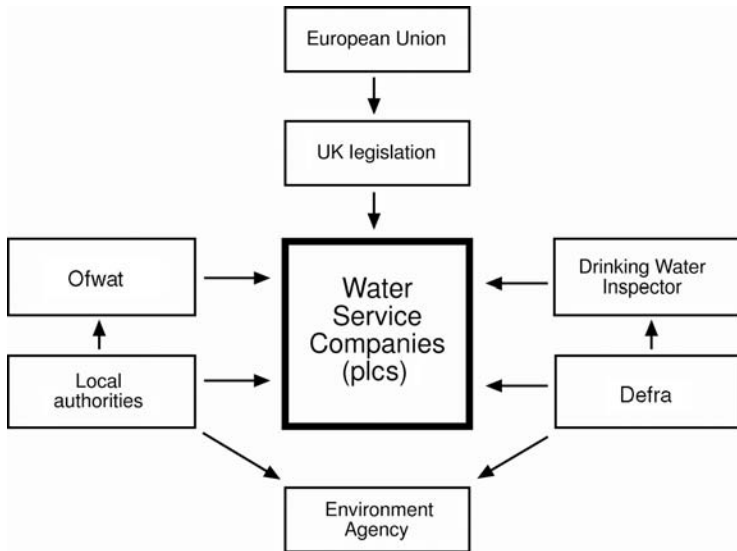 European Union
UK legislation
Ofwat
Water
Service
Companies
(plcs)
Drinking Water
Inspector
Local
authorities
Defra
Environment
Agency